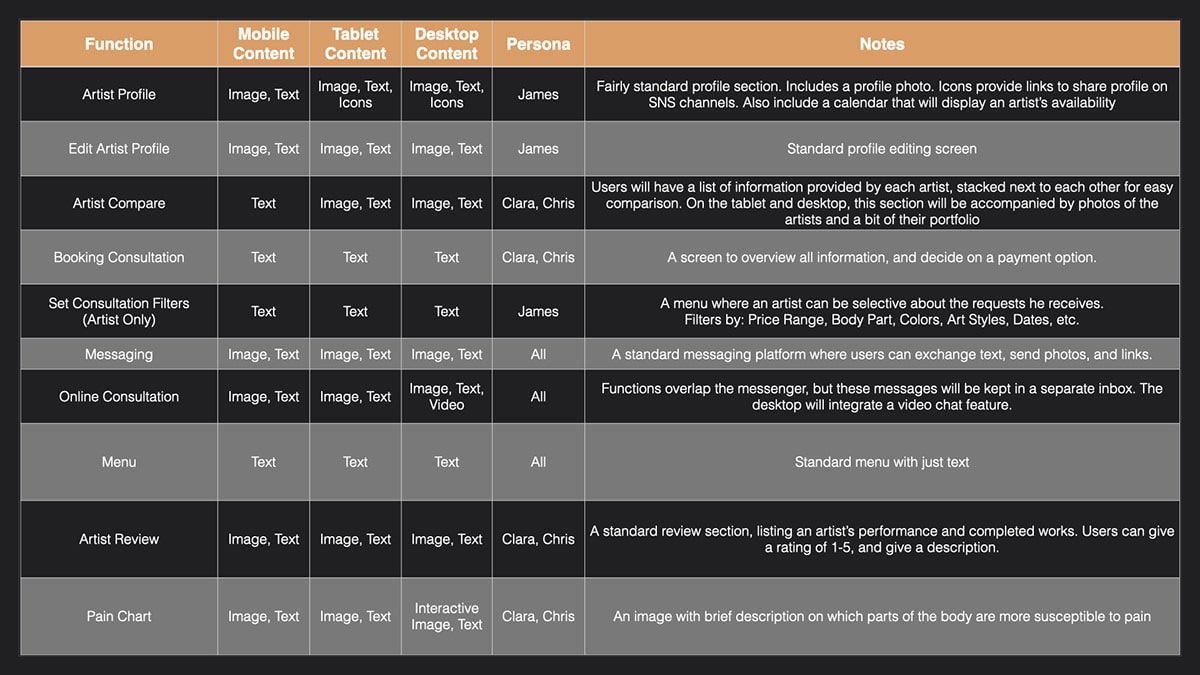 Function Mobile Content Tablet Content Desktop Content Persona Notes
Artist Profile Image, Text Image, Text, Icons Image, Text, Icons James Fairly standard profile section. Includes a profile photo. Icons provide links to share profile on
SNS channels. Also include a calendar that will display an artist's availability
Edit Artist Profile Image, Text Image, Text Image, Text James Standard profile editing screen
Artist Compare Text Image, Text Image, Text Clara, Chris Users will have a list of information provided by each artist, stacked next to each other for easy
comparison. On the tablet and desktop, this section will be accompanied by photos of the
artists and a bit of their portfolio
Booking Consultation Text Text Text Clara, Chris A screen to overview all information, and decide on a payment option.
Set Consultation Filters
(Artist Only) Text Text Text James A menu where an artist can be selective about the requests he receives.
Filters by: Price Range, Body Part, Colors, Art Styles, Dates, etc.
Messaging Image, Text Image, Text Image, Text All A standard messaging platform where users can exchange text, send photos, and links.
Online Consultation Image, Text Image, Text Image, Text, Video All Functions overlap the messenger, but these messages will be kept in a separate inbox. The
desktop will integrate a video chat feature.
Menu Text Text Text All Standard menu with just text
Artist Review Image, Text Image, Text Image, Text Clara, Chris A standard review section, listing an artist's performance and completed works. Users can give
a rating of 1-5, and give a description.
Pain Chart Image, Text Image, Text Interactive Image, Text Clara, Chris An image with brief description on which parts of the body are more susceptible to pain